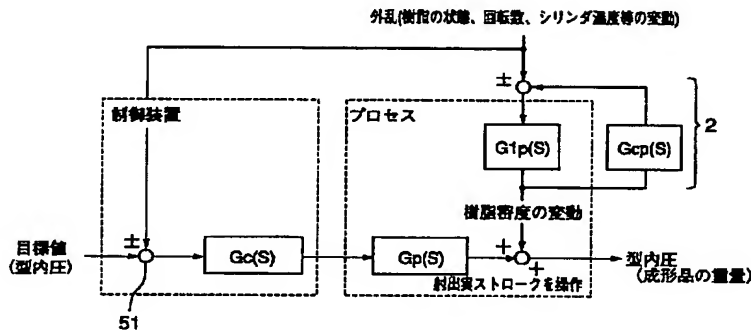 外乱(樹脂の状態、回転数、シリンダ温度等の変動)
±
制御装置
プロセス
2
G1p(S)
Gcp(S)
樹脂密度の変動
目標値
(型内圧)
±
Gc(S)
Gp(S)
+
+
型内圧
(成形品の重量)
射出実ストロークを操作
51